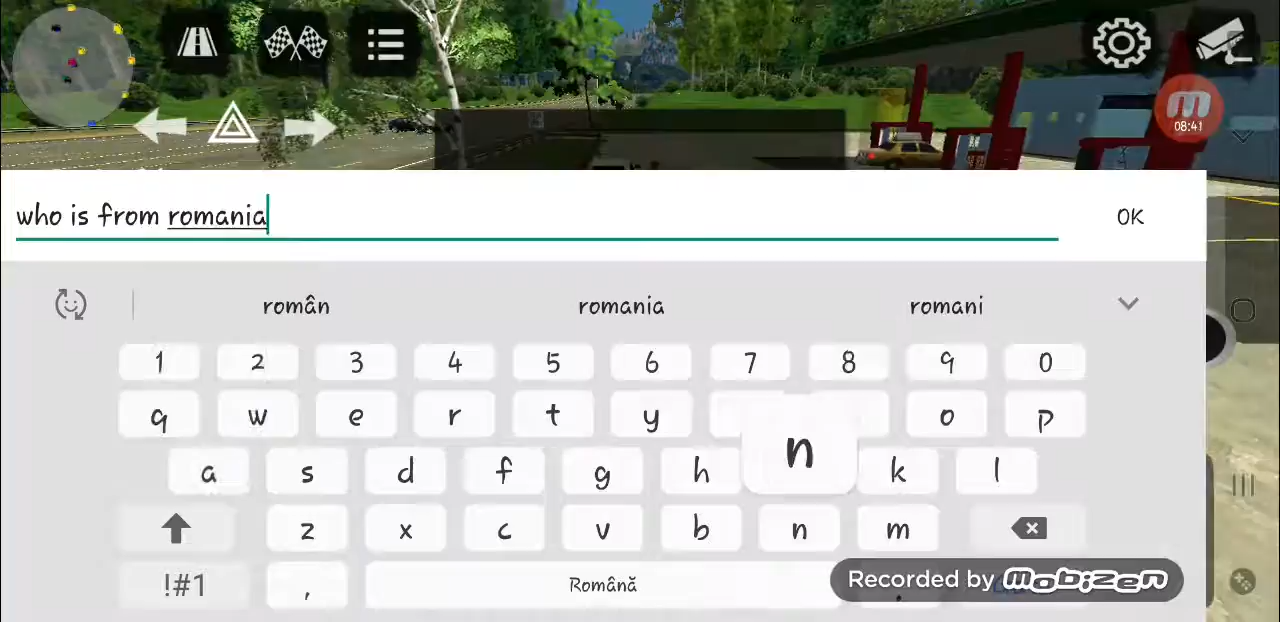 08:41
who is from romania
OK
român romania romani
1 2 3 4 5 6 7 8 9 0
q w e r t y o p
a s d f g h n k l
z x c v b n m
!#1 , Română .
Recorded by mobizen